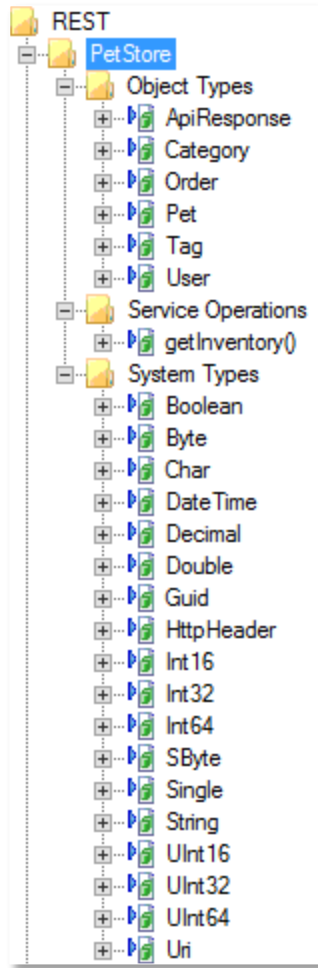 REST
PetStore
Object Types
ApiResponse
Category
Order
Pet
Tag
User
Service Operations
getInventory()
System Types
Boolean
Byte
Char
DateTime
Decimal
Double
Guid
HttpHeader
Int16
Int32
Int64
SByte
Single
String
UInt16
UInt32
UInt64
Uri